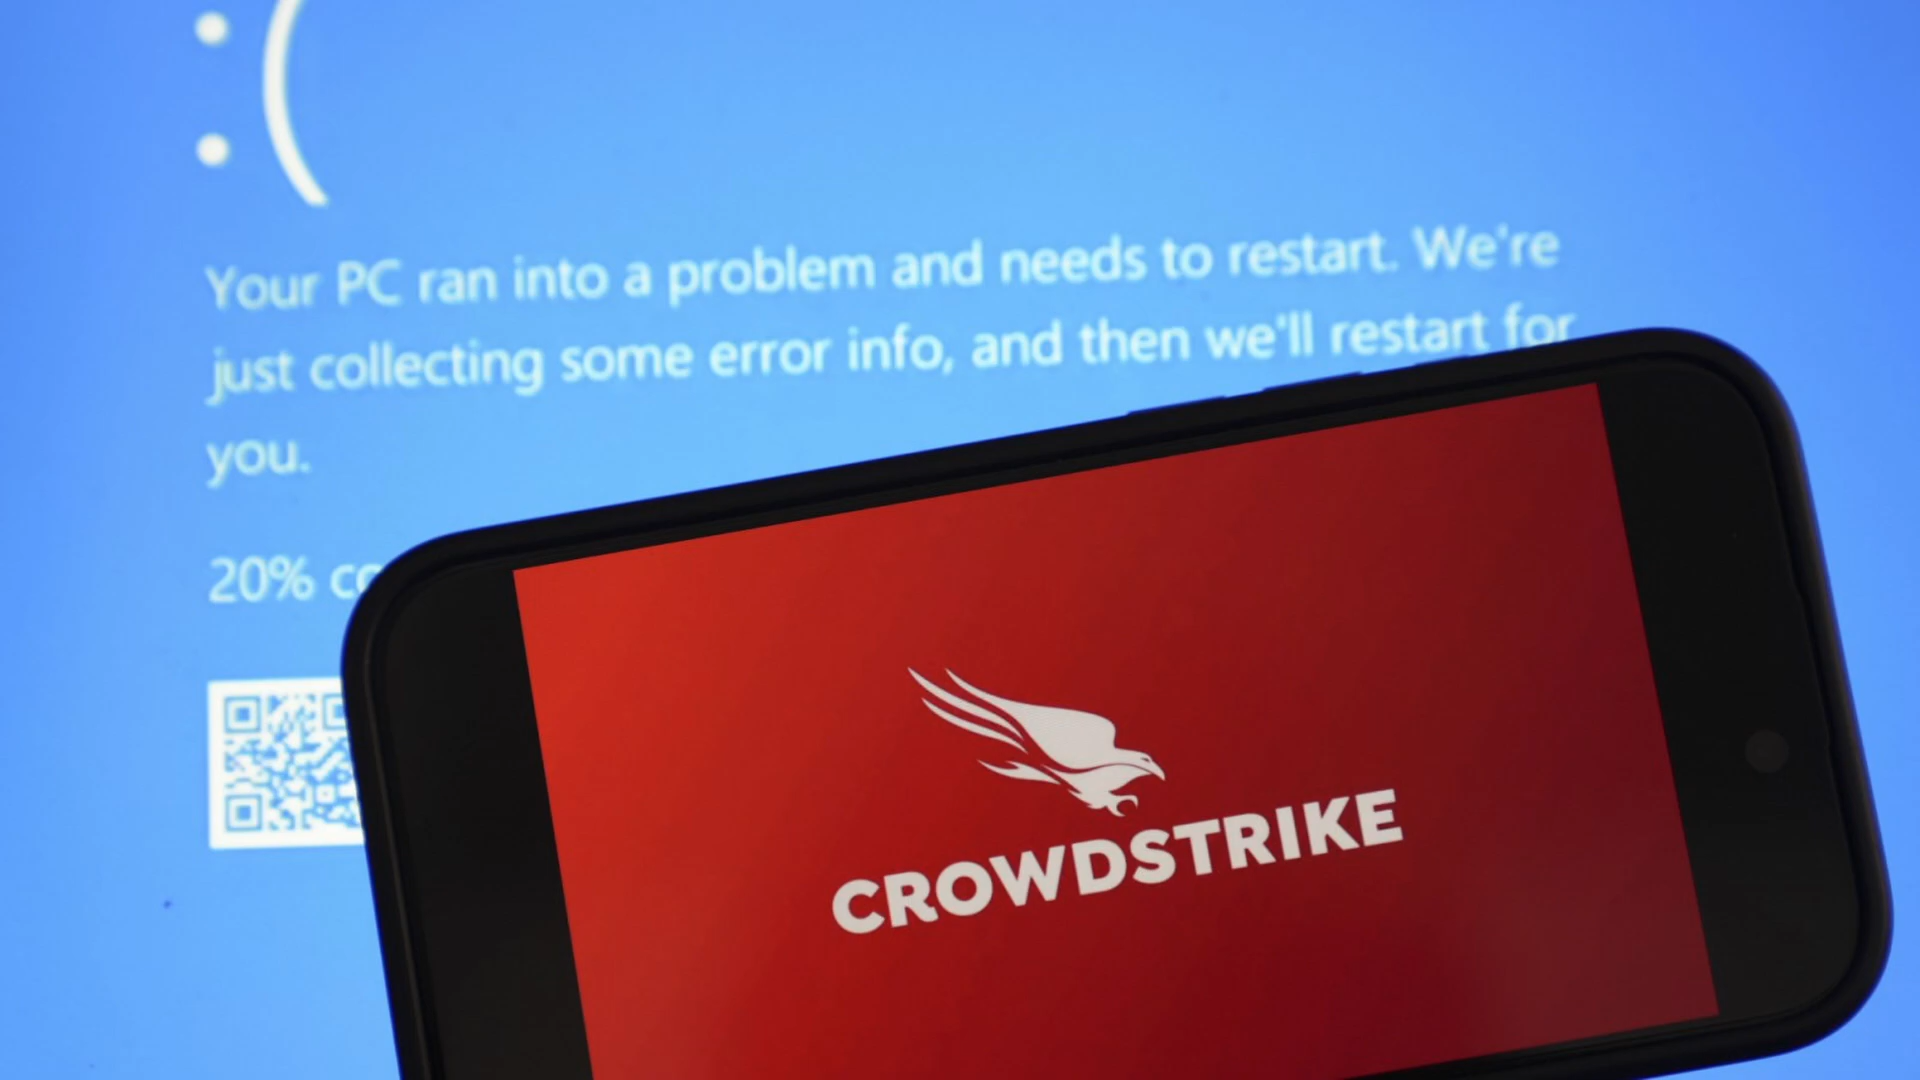 :(
Your PC ran into a problem and needs to restart. We're
just collecting some error info, and then we'll restart for
you.
20%
CROWDSTRIKE